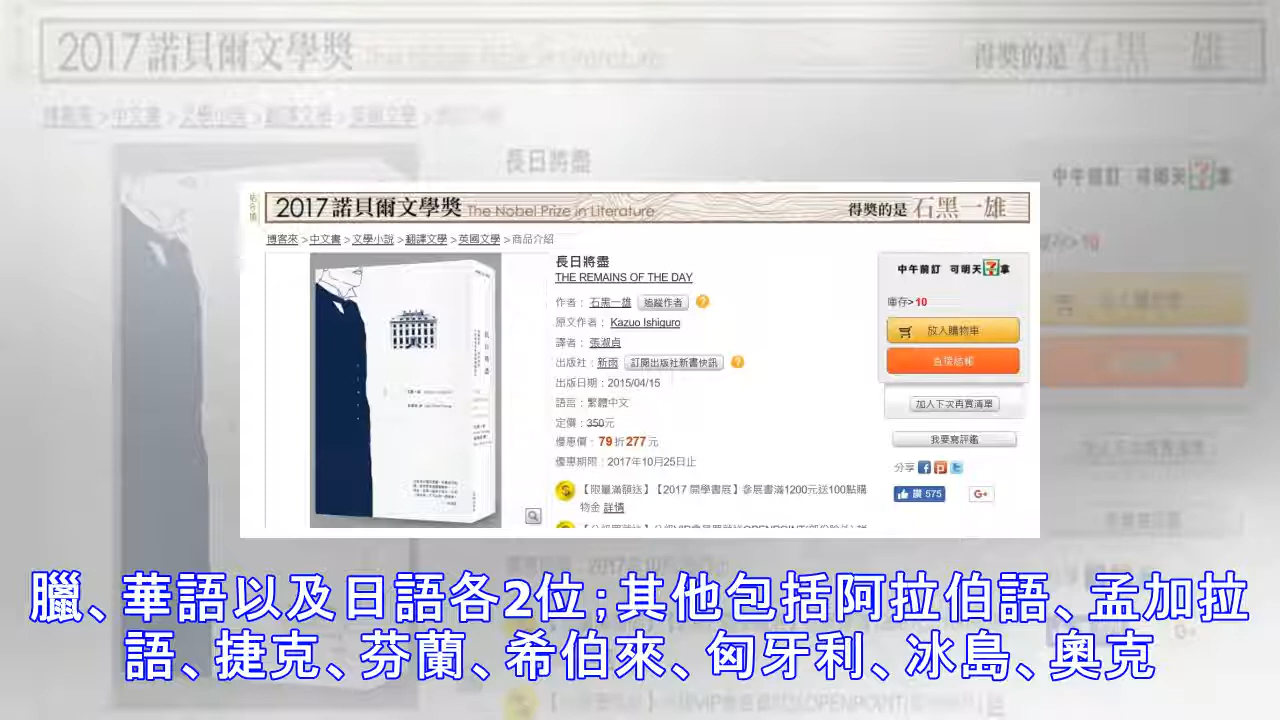 2017諾貝爾文學獎 The Nobel Prize in Literature 得獎的是 石黑一雄
博客來 > 中文書 > 文學小說 > 翻譯文學 > 英國文學 > 商品介紹
長日將盡
THE REMAINS OF THE DAY
作者： 石黑一雄 追蹤作者 ?
原文作者： Kazuo Ishiguro
譯者： 張淑貞
出版社：新雨 訂閱出版社新書快訊 ?
出版日期：2015/04/15
語言：繁體中文
定價：350元
優惠價：79折277元
優惠期限：2017年10月25日止
【限量滿額送】【2017 開學書展】參展書滿1200元送100點購
物金 詳情
中午前訂 可明天7拿
庫存> 10
放入購物車
直接結帳
加入下次再買清單
我要寫評鑑
分享
讚 575
G+
長日將盡
臘、華語以及日語各2位；其他包括阿拉伯語、孟加拉
語、捷克、芬蘭、希伯來、匈牙利、冰島、奧克